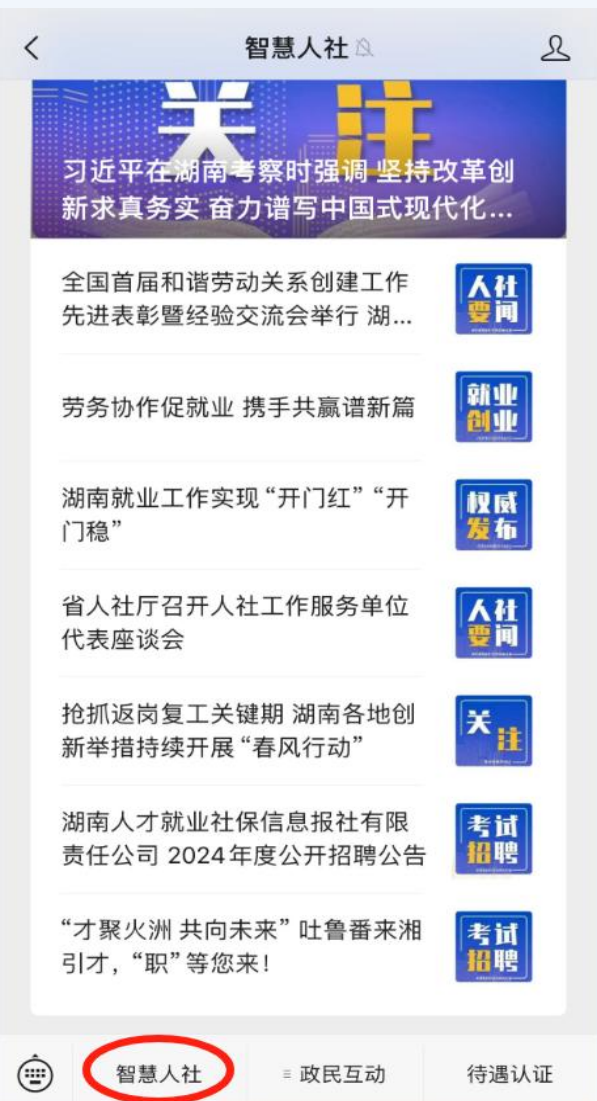 智慧人社
关注
习近平在湖南考察时强调 坚持改革创
新求真务实 奋力谱写中国式现代化...
全国首届和谐劳动关系创建工作
先进表彰暨经验交流会举行 湖...
人社
要闻
劳务协作促就业 携手共赢谱新篇
就业
创业
湖南就业工作实现“开门红”“开
门稳”
权威
发布
省人社厅召开人社工作服务单位
代表座谈会
人社
要闻
抢抓返岗复工关键期 湖南各地创
新举措持续开展“春风行动”
关
注
湖南人才就业社保信息报社有限
责任公司 2024年度公开招聘公告
考试
招聘
“才聚火洲 共向未来”吐鲁番来湘
引才，“职”等您来！
考试
招聘
智慧人社
政民互动
待遇认证